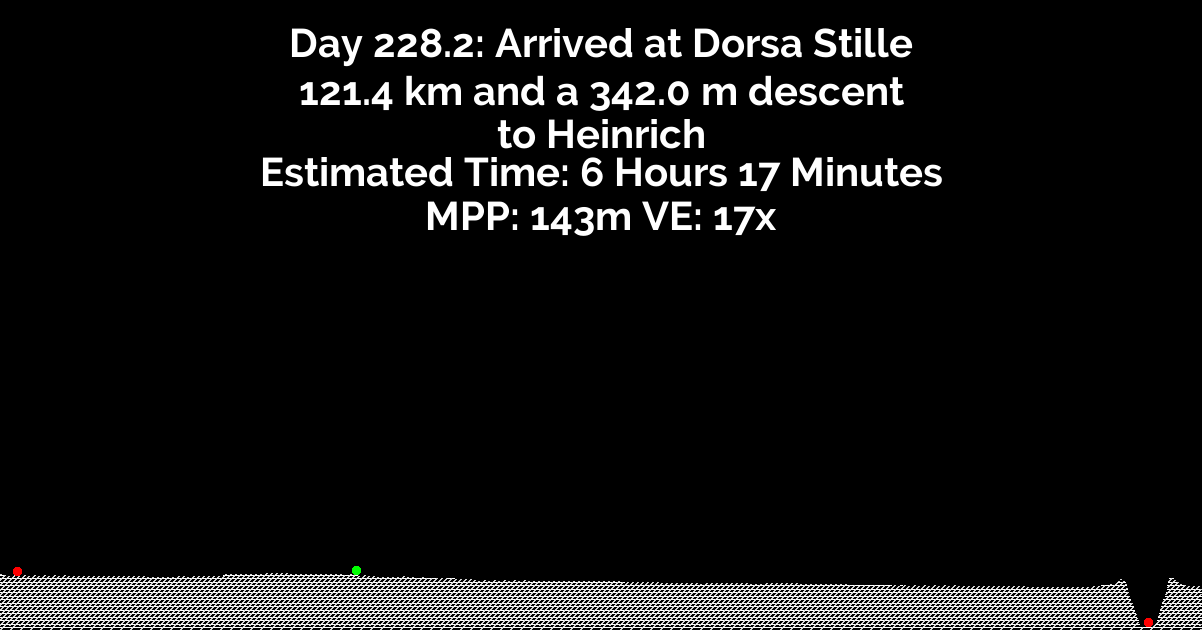 Day 228.2: Arrived at Dorsa Stille
121.4 km and a 342.0 m descent
to Heinrich
Estimated Time: 6 Hours 17 Minutes
MPP: 143m VE: 17x